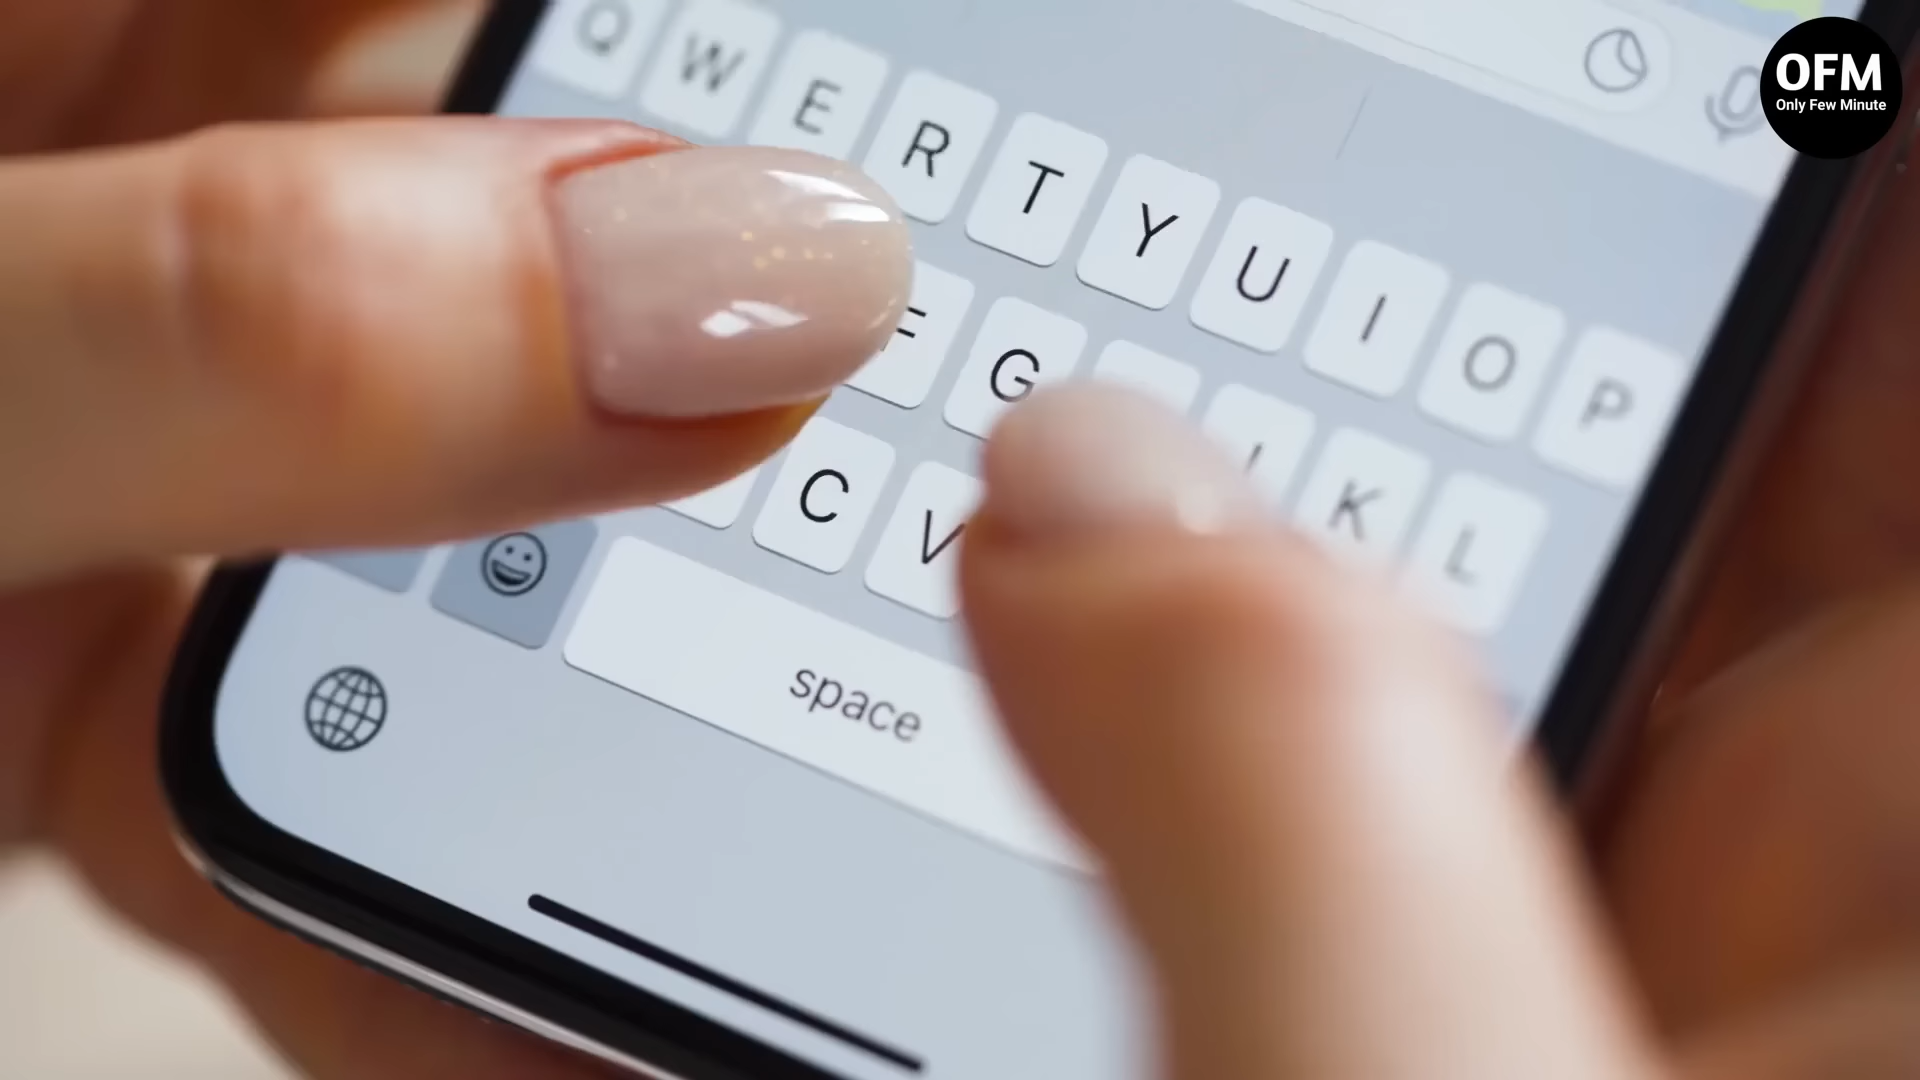 Q W E R T Y U I O P
F G J K L
C V
space
OFM
Only Few Minute